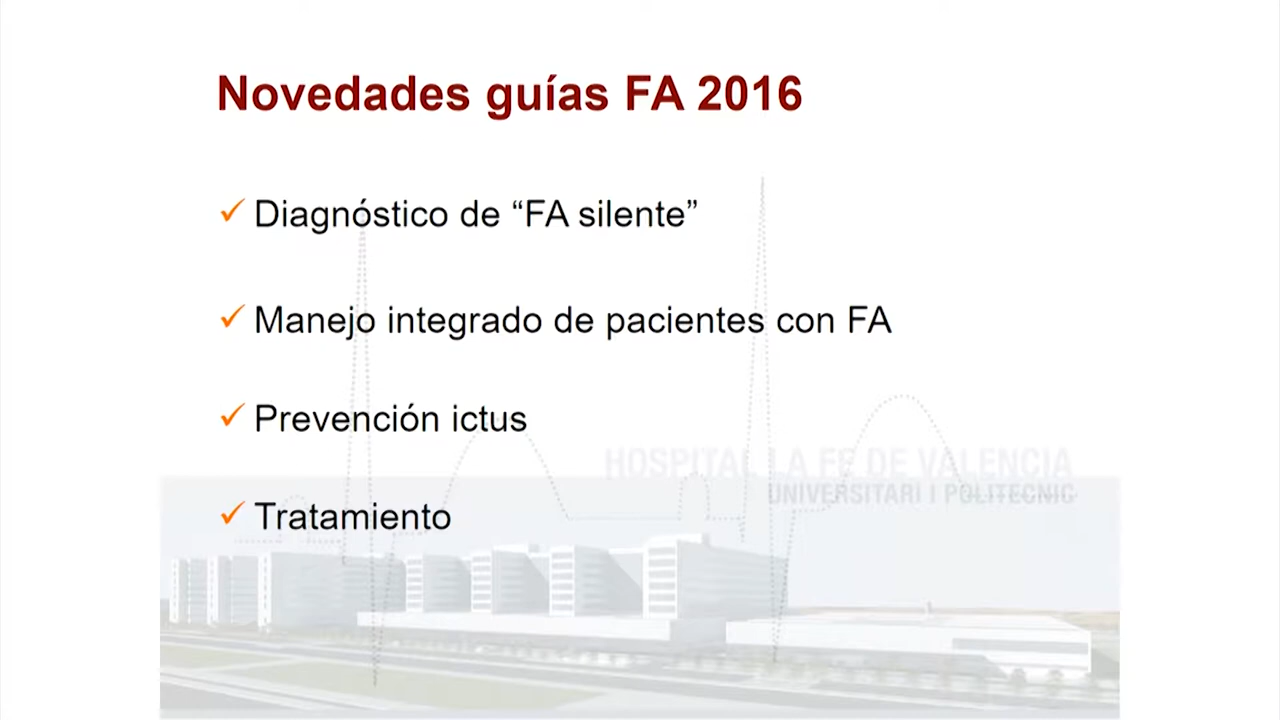 Novedades guías FA 2016
✓ Diagnóstico de “FA silente”
✓ Manejo integrado de pacientes con FA
✓ Prevención ictus
HOSPITAL LA FE DE VALENCIA
UNIVERSITARI I POLITECNIC
✓ Tratamiento